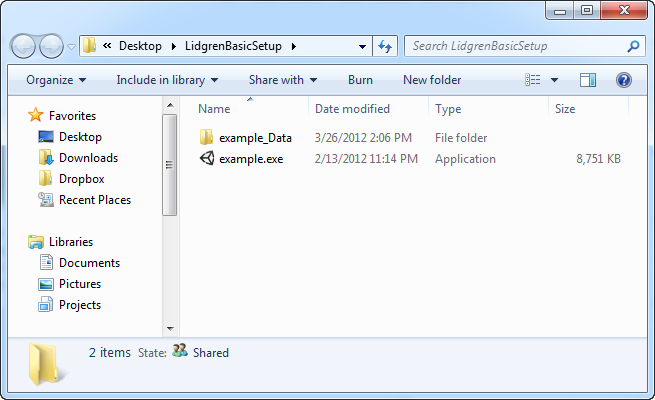 « Desktop ▸ LidgrenBasicSetup ▸
Search LidgrenBasicSetup
Organize Include in library Share with Burn New folder
Name Date modified Type Size
Favorites
Desktop
Downloads
Dropbox
Recent Places
Libraries
Documents
Pictures
Projects
example_Data 3/26/2012 2:06 PM File folder
example.exe 2/13/2012 11:14 PM Application 8,751 KB
2 items State: Shared